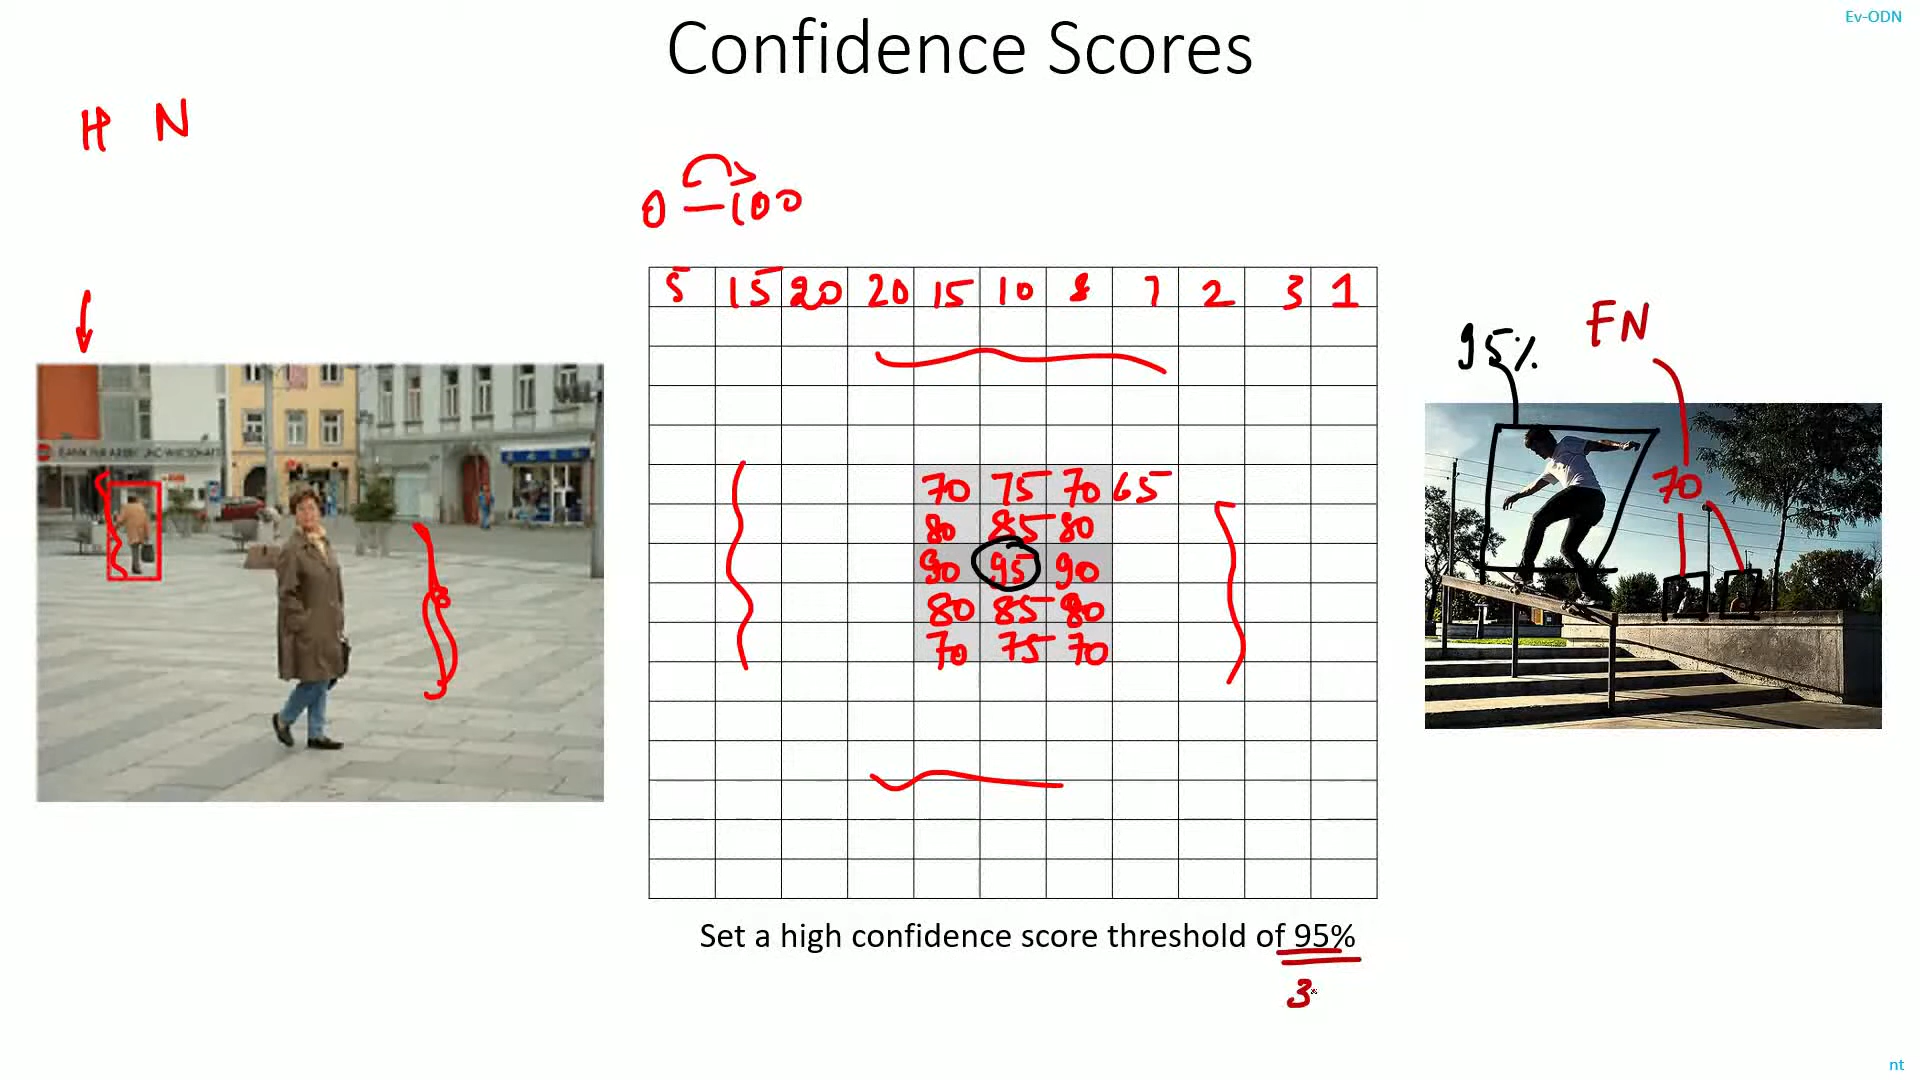 Ev-ODN
Confidence Scores
H N
0 – 100
5 15 20 20 15 10 8 7 2 3 1
95% FN
70 75 70 65
70
80 85 80
90 95 90
80 85 80
70 75 70
Set a high confidence score threshold of 95%
3
nt